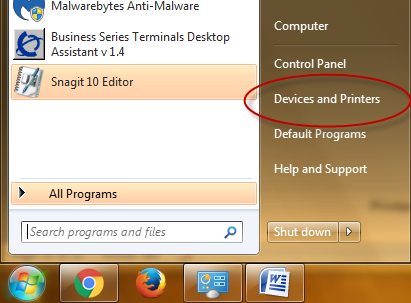 Malwarebytes Anti-Malware
Business Series Terminals Desktop
Assistant v 1.4
Snagit 10 Editor
All Programs
Search programs and files
Computer
Control Panel
Devices and Printers
Default Programs
Help and Support
Shut down